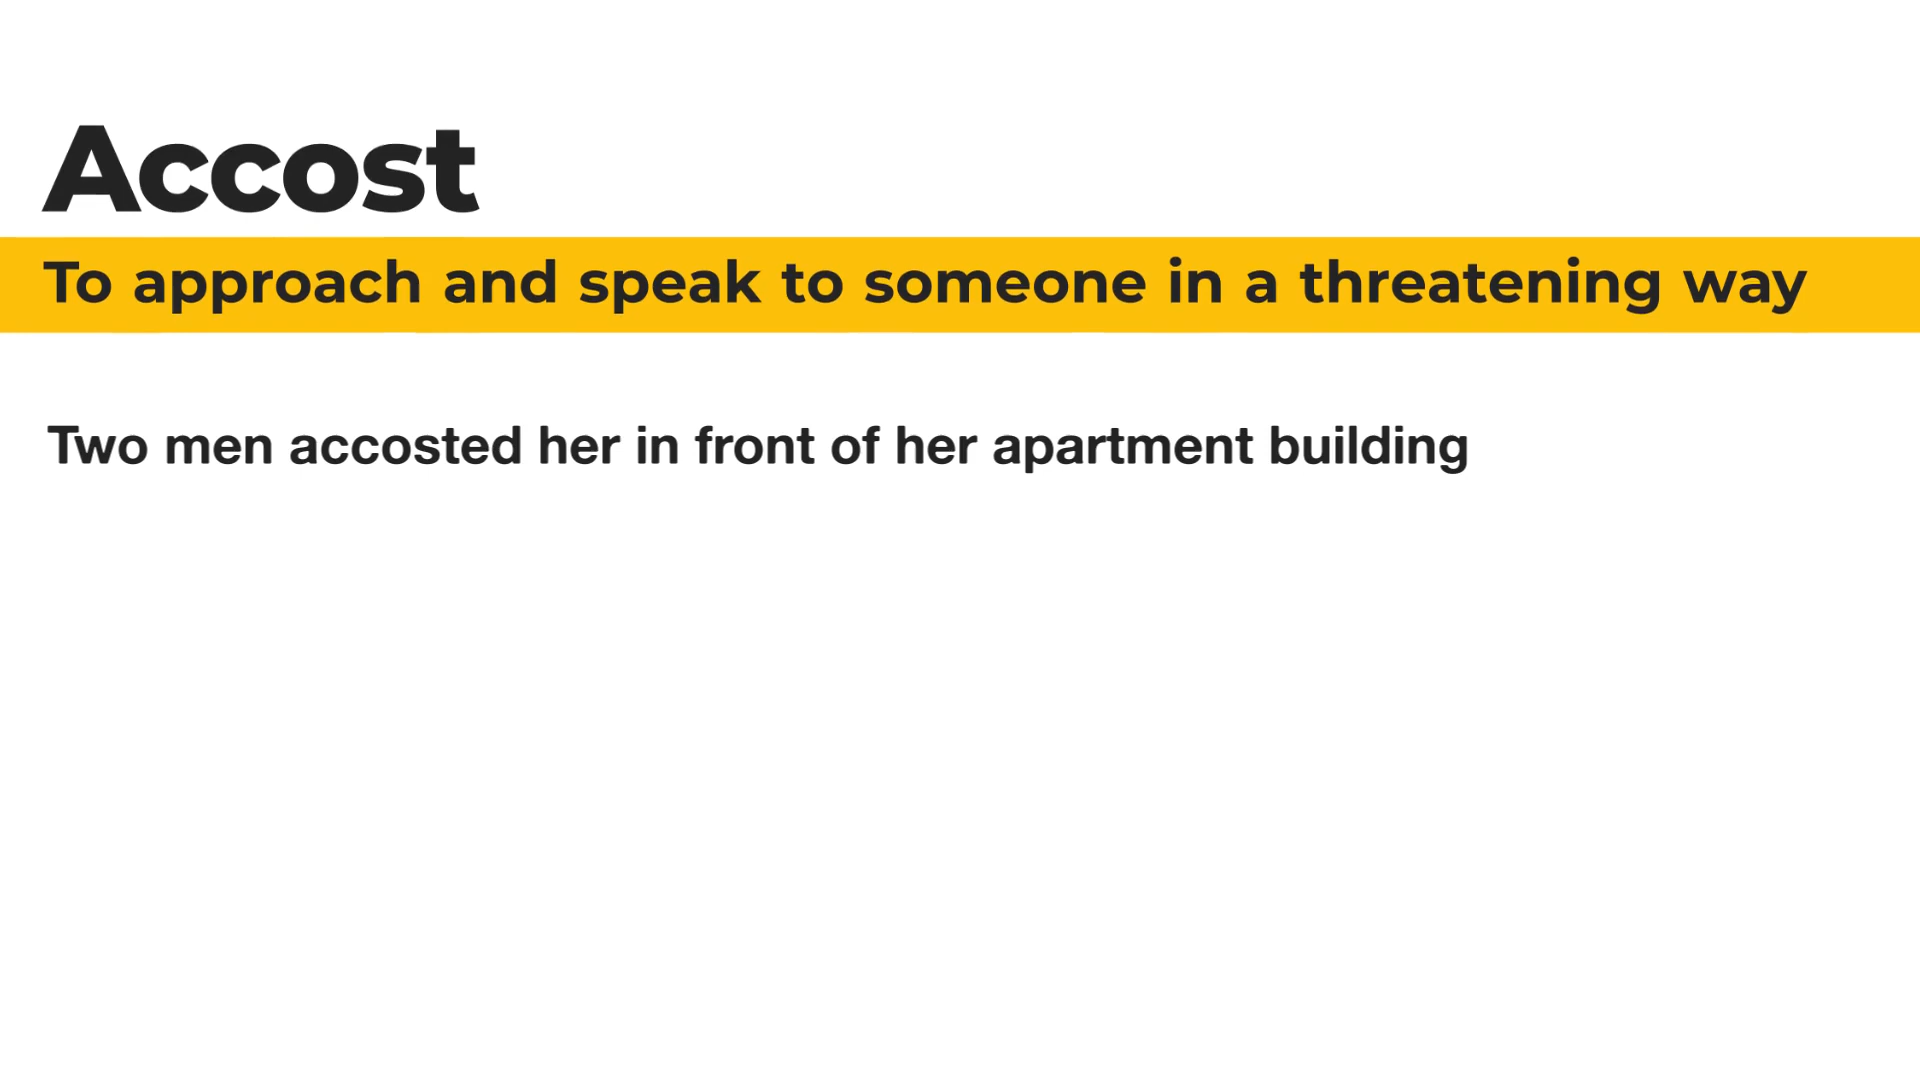 Accost
To approach and speak to someone in a threatening way
Two men accosted her in front of her apartment building